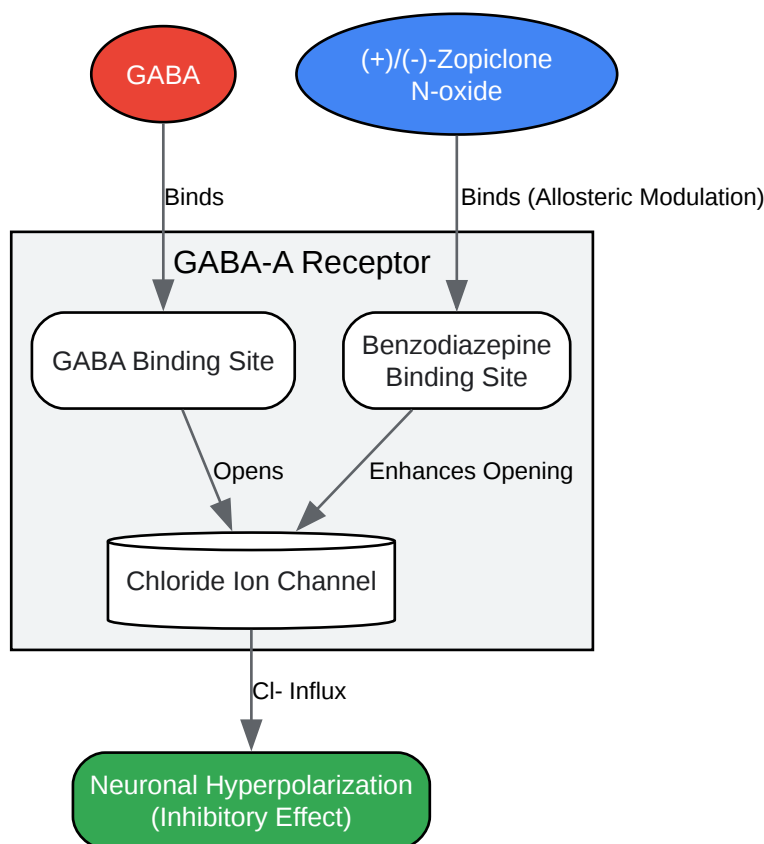 GABA
(+)/(-)-Zopiclone
N-oxide
Binds
Binds (Allosteric Modulation)
GABA-A Receptor
GABA Binding Site
Benzodiazepine
Binding Site
Opens
Enhances Opening
Chloride Ion Channel
Cl- Influx
Neuronal Hyperpolarization
(Inhibitory Effect)